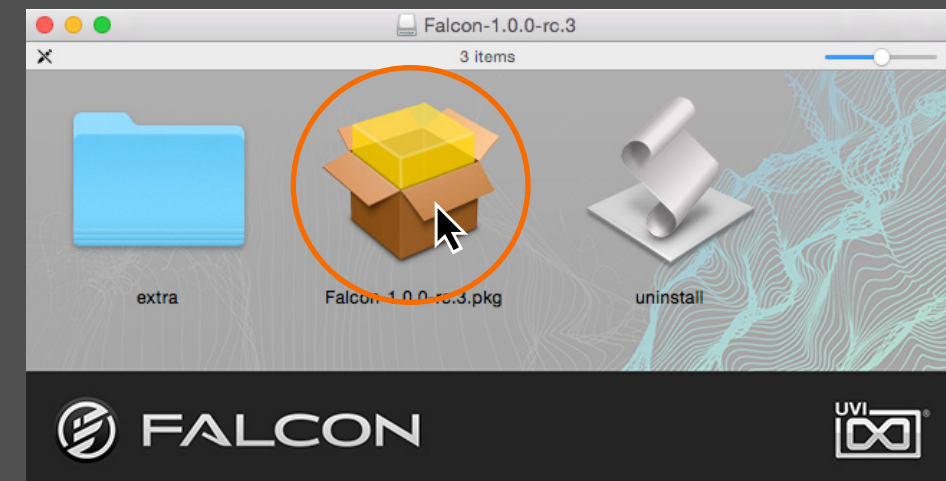 Falcon-1.0.0-rc.3
3 items
extra
Falcon-1.0.0-rc.3.pkg
uninstall
FALCON
UVI
®